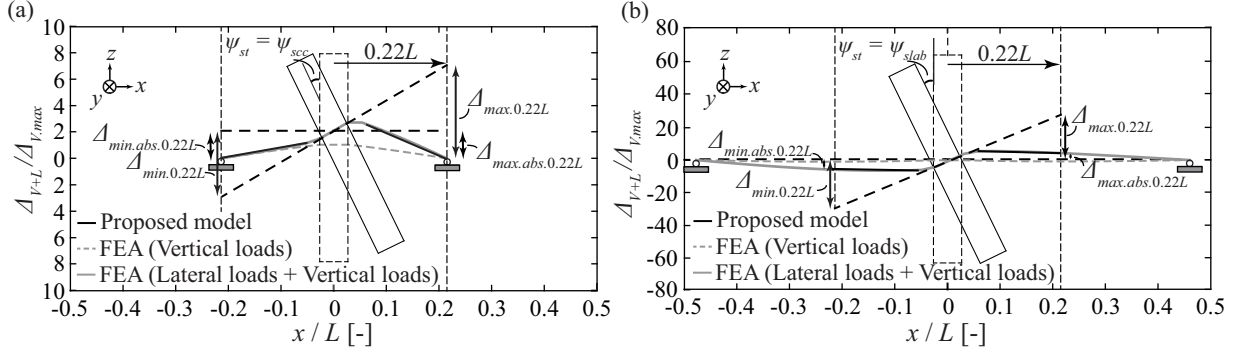 (a)
Δ_{V+L}/Δ_{V.max}
10
8
6
4
2
0
2
4
6
8
10
z
y
x
ψ_{st} = ψ_{scc}
0.22L
Δ_{max.0.22L}
Δ_{min.abs.0.22L}
Δ_{min.0.22L}
Δ_{max.abs.0.22L}
Proposed model
FEA (Vertical loads)
FEA (Lateral loads + Vertical loads)
-0.5 -0.4 -0.3 -0.2 -0.1 0 0.1 0.2 0.3 0.4 0.5
x / L [-]
(b)
Δ_{V+L}/Δ_{V.max}
80
60
40
20
0
-20
-40
-60
-80
z
y
x
ψ_{st} = ψ_{slab}
0.22L
Δ_{max.0.22L}
Δ_{min.abs.0.22L}
Δ_{min.0.22L}
Δ_{max.abs.0.22L}
Proposed model
FEA (Vertical loads)
FEA (Lateral loads + Vertical loads)
-0.5 -0.4 -0.3 -0.2 -0.1 0 0.1 0.2 0.3 0.4 0.5
x / L [-]